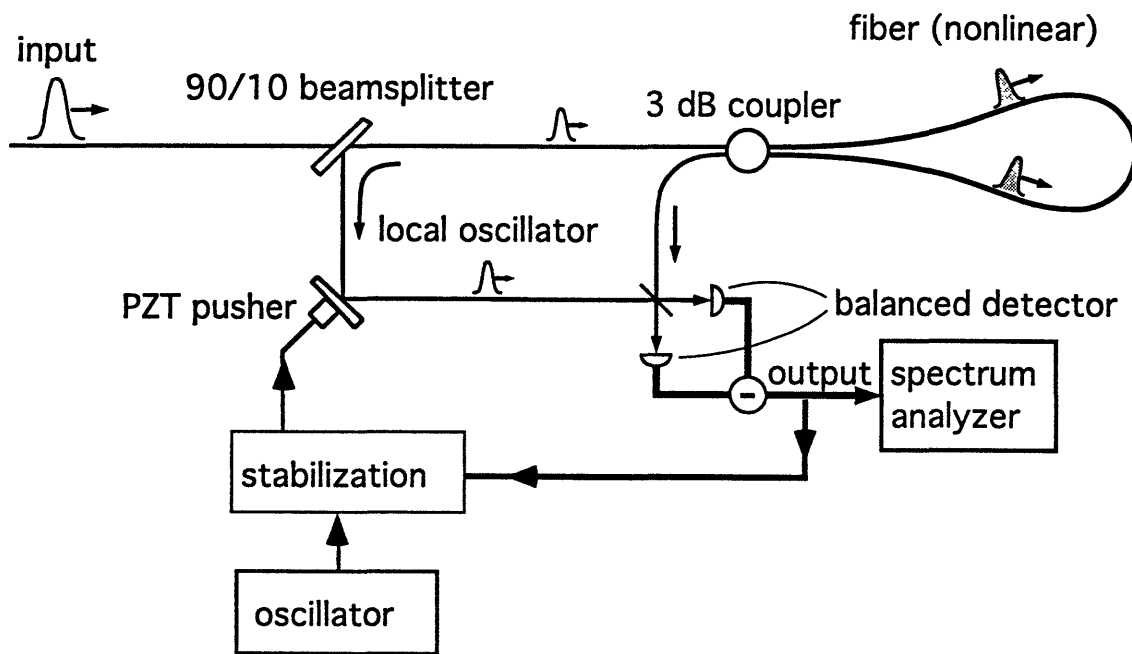 fiber (nonlinear)
input
90/10 beamsplitter
3 dB coupler
local oscillator
PZT pusher
balanced detector
-
output
spectrum
analyzer
stabilization
oscillator